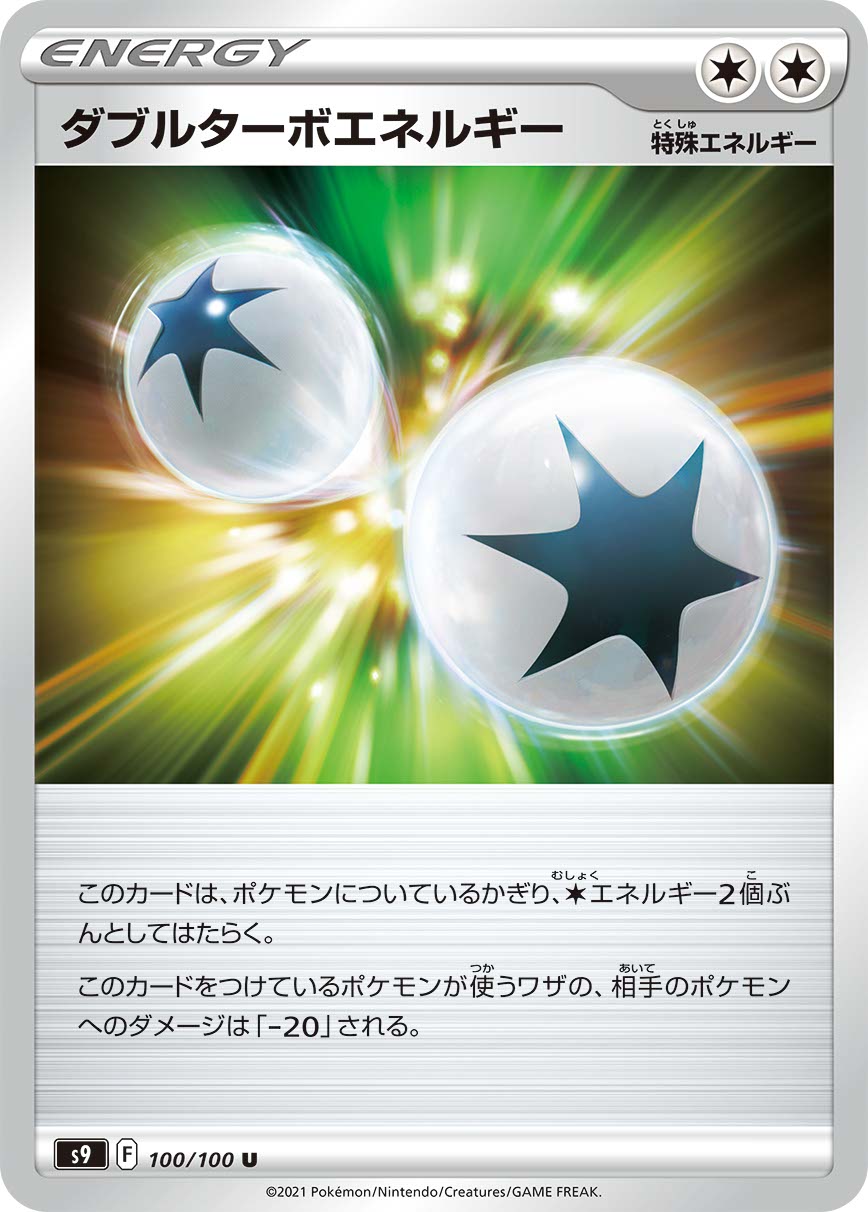 ENERGY
ダブルターボエネルギー
とくしゅ
特殊エネルギー
むしょく こ
このカードは、ポケモンについているかぎり、✶エネルギー2個ぶ
んとしてはたらく。
つか あいて
このカードをつけているポケモンが使うワザの、相手のポケモン
へのダメージは「-20」される。
s9 F 100/100 U
©2021 Pokémon/Nintendo/Creatures/GAME FREAK.